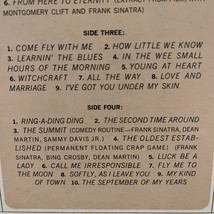 6. FROM HERE TO ETERNITY (EXTRACT FROM FILM, WITH
MONTGOMERY CLIFT AND FRANK SINATRA)
SIDE THREE:
1. COME FLY WITH ME 2. HOW LITTLE WE KNOW
3. LEARNIN' THE BLUES 4. IN THE WEE SMALL
HOURS OF THE MORNING 5. YOUNG AT HEART
6. WITCHCRAFT 7. ALL THE WAY 8. LOVE AND
MARRIAGE 9. I'VE GOT YOU UNDER MY SKIN
SIDE FOUR:
1. RING-A-DING DING 2. THE SECOND TIME AROUND
3. THE SUMMIT (COMEDY ROUTINE—FRANK SINATRA, DEAN
MARTIN, SAMMY DAVIS JR.) 4. THE OLDEST ESTAB-
LISHED (PERMANENT FLOATING CRAP GAME) (FRANK
SINATRA, BING CROSBY, DEAN MARTIN) 5. LUCK BE A
LADY 6. CALL ME IRRESPONSIBLE 7. FLY ME TO
THE MOON 8. SOFTLY, AS I LEAVE YOU 9. MY KIND
OF TOWN 10. THE SEPTEMBER OF MY YEARS